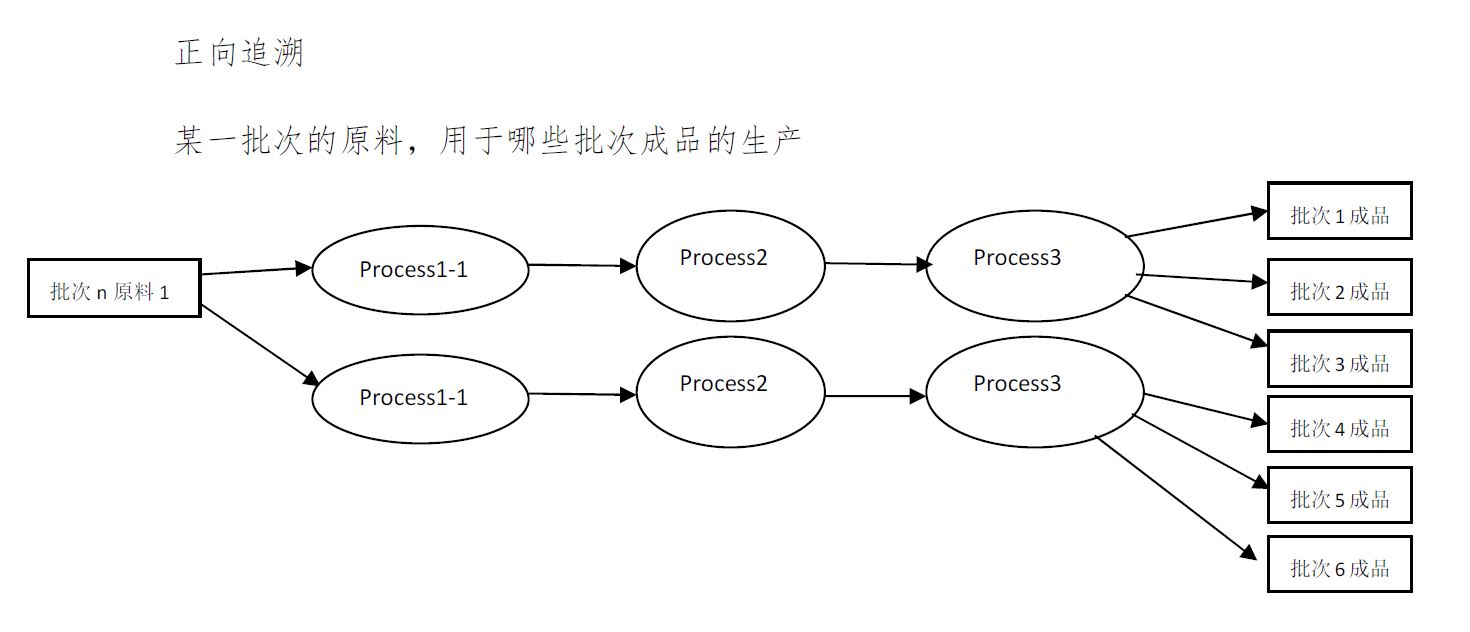 正向追溯
某一批次的原料，用于哪些批次成品的生产
批次 n 原料 1
Process1-1
Process2
Process3
批次 1 成品
批次 2 成品
批次 3 成品
Process1-1
Process2
Process3
批次 4 成品
批次 5 成品
批次 6 成品